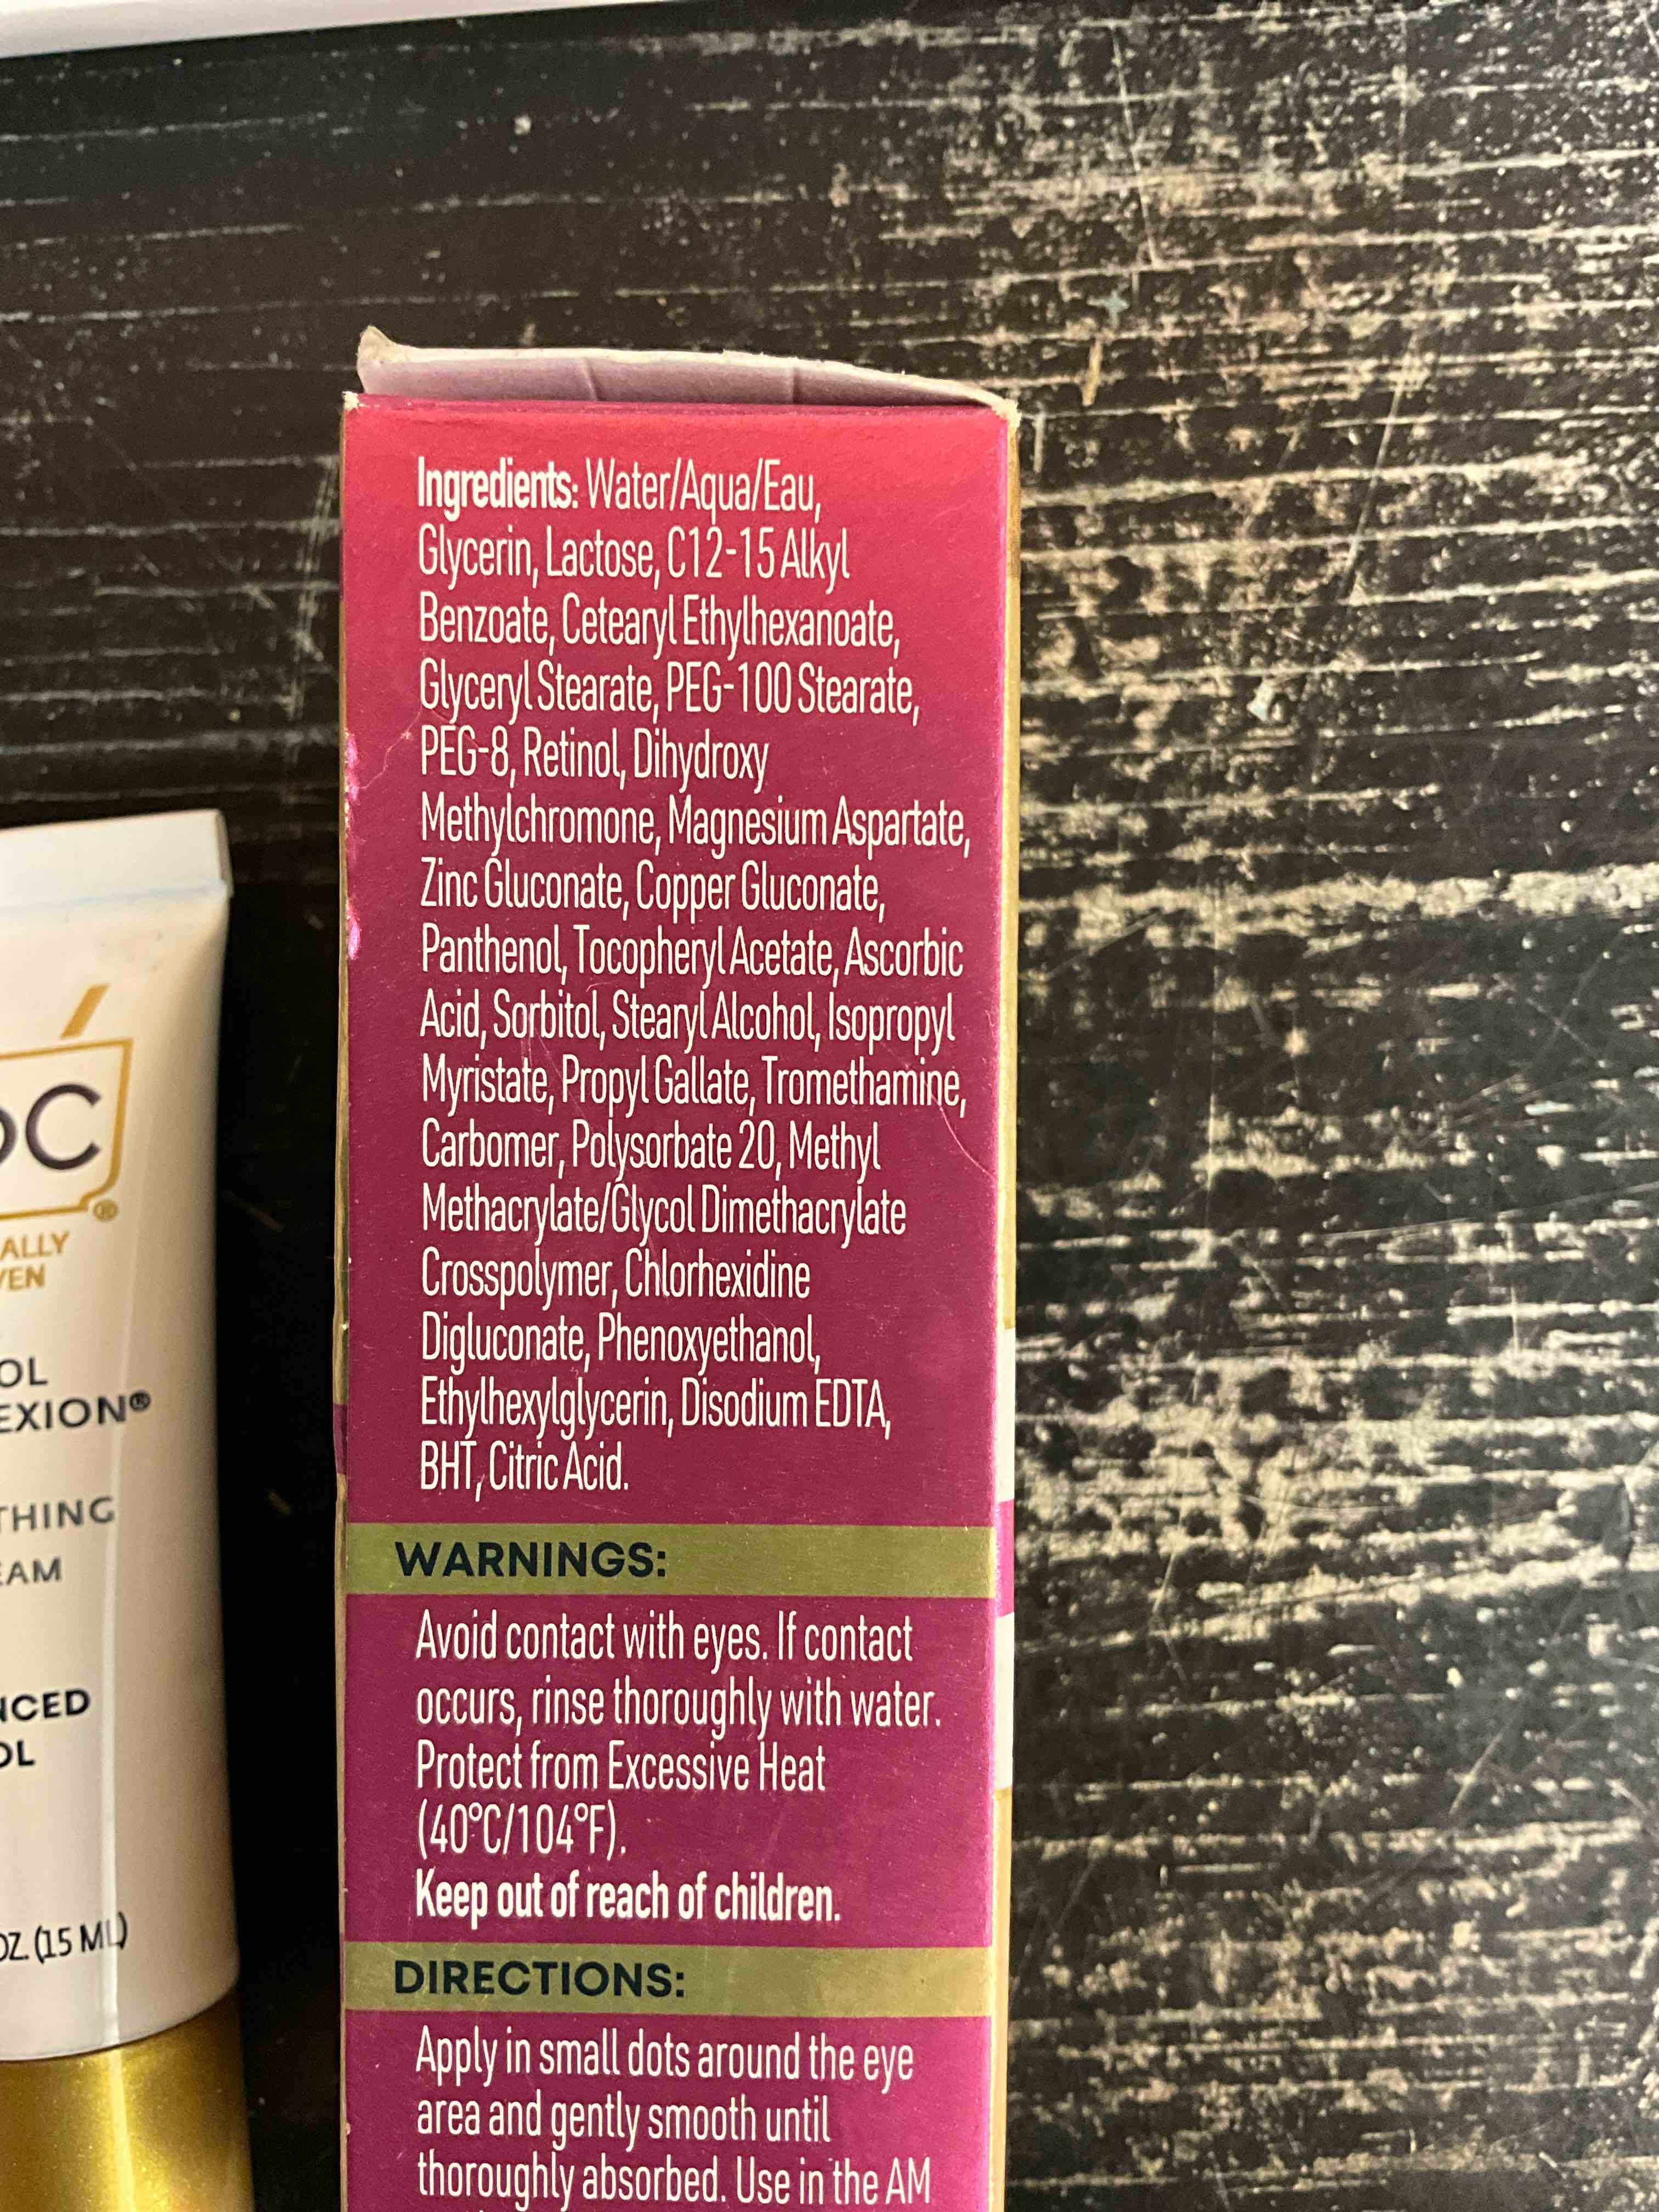 Ingredients: Water/Aqua/Eau,
Glycerin, Lactose, C12-15 Alkyl
Benzoate, Cetearyl Ethylhexanoate,
Glyceryl Stearate, PEG-100 Stearate,
PEG-8, Retinol, Dihydroxy
Methylchromone, Magnesium Aspartate,
Zinc Gluconate, Copper Gluconate,
Panthenol, Tocopheryl Acetate, Ascorbic
Acid, Sorbitol, Stearyl Alcohol, Isopropyl
Myristate, Propyl Gallate, Tromethamine,
Carbomer, Polysorbate 20, Methyl
Methacrylate/Glycol Dimethacrylate
Crosspolymer, Chlorhexidine
Digluconate, Phenoxyethanol,
Ethylhexylglycerin, Disodium EDTA,
BHT, Citric Acid.
WARNINGS:
Avoid contact with eyes. If contact
occurs, rinse thoroughly with water.
Protect from Excessive Heat
(40°C/104°F).
Keep out of reach of children.
DIRECTIONS:
Apply in small dots around the eye
area and gently smooth until
thoroughly absorbed. Use in the AM
OC
®
ALLY
VEN
OL
EXION®
THING
EAM
NCED
OL
OZ. (15 ML)